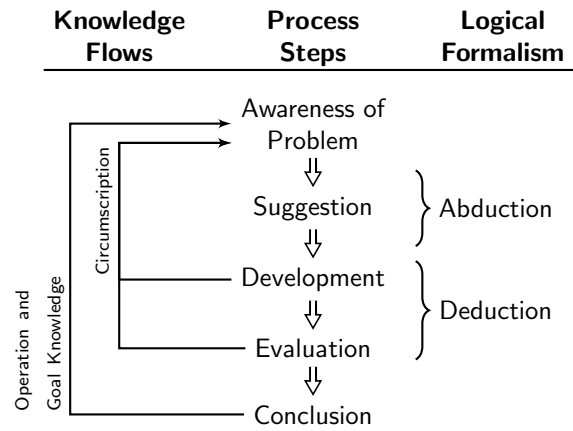 Knowledge Flows
Process Steps
Logical Formalism
Awareness of
Problem
Suggestion
Development
Evaluation
Conclusion
Circumscription
Operation and
Goal Knowledge
Abduction
Deduction